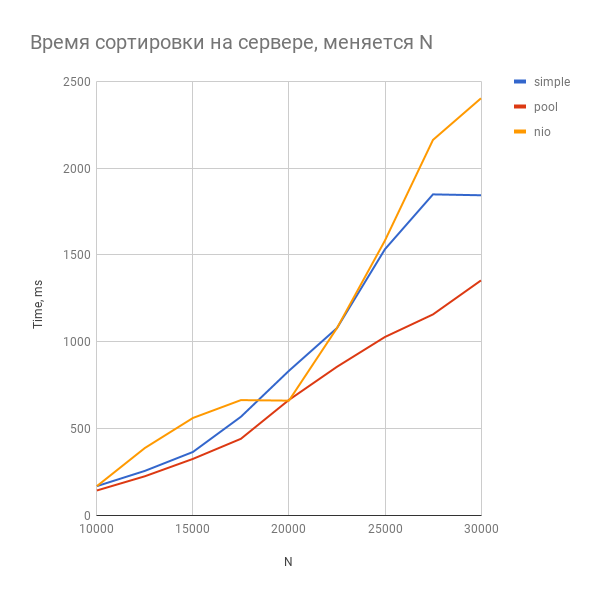 Время сортировки на сервере, меняется N
simple
pool
nio
2500
2000
1500
1000
500
0
Time, ms
10000 15000 20000 25000 30000
N